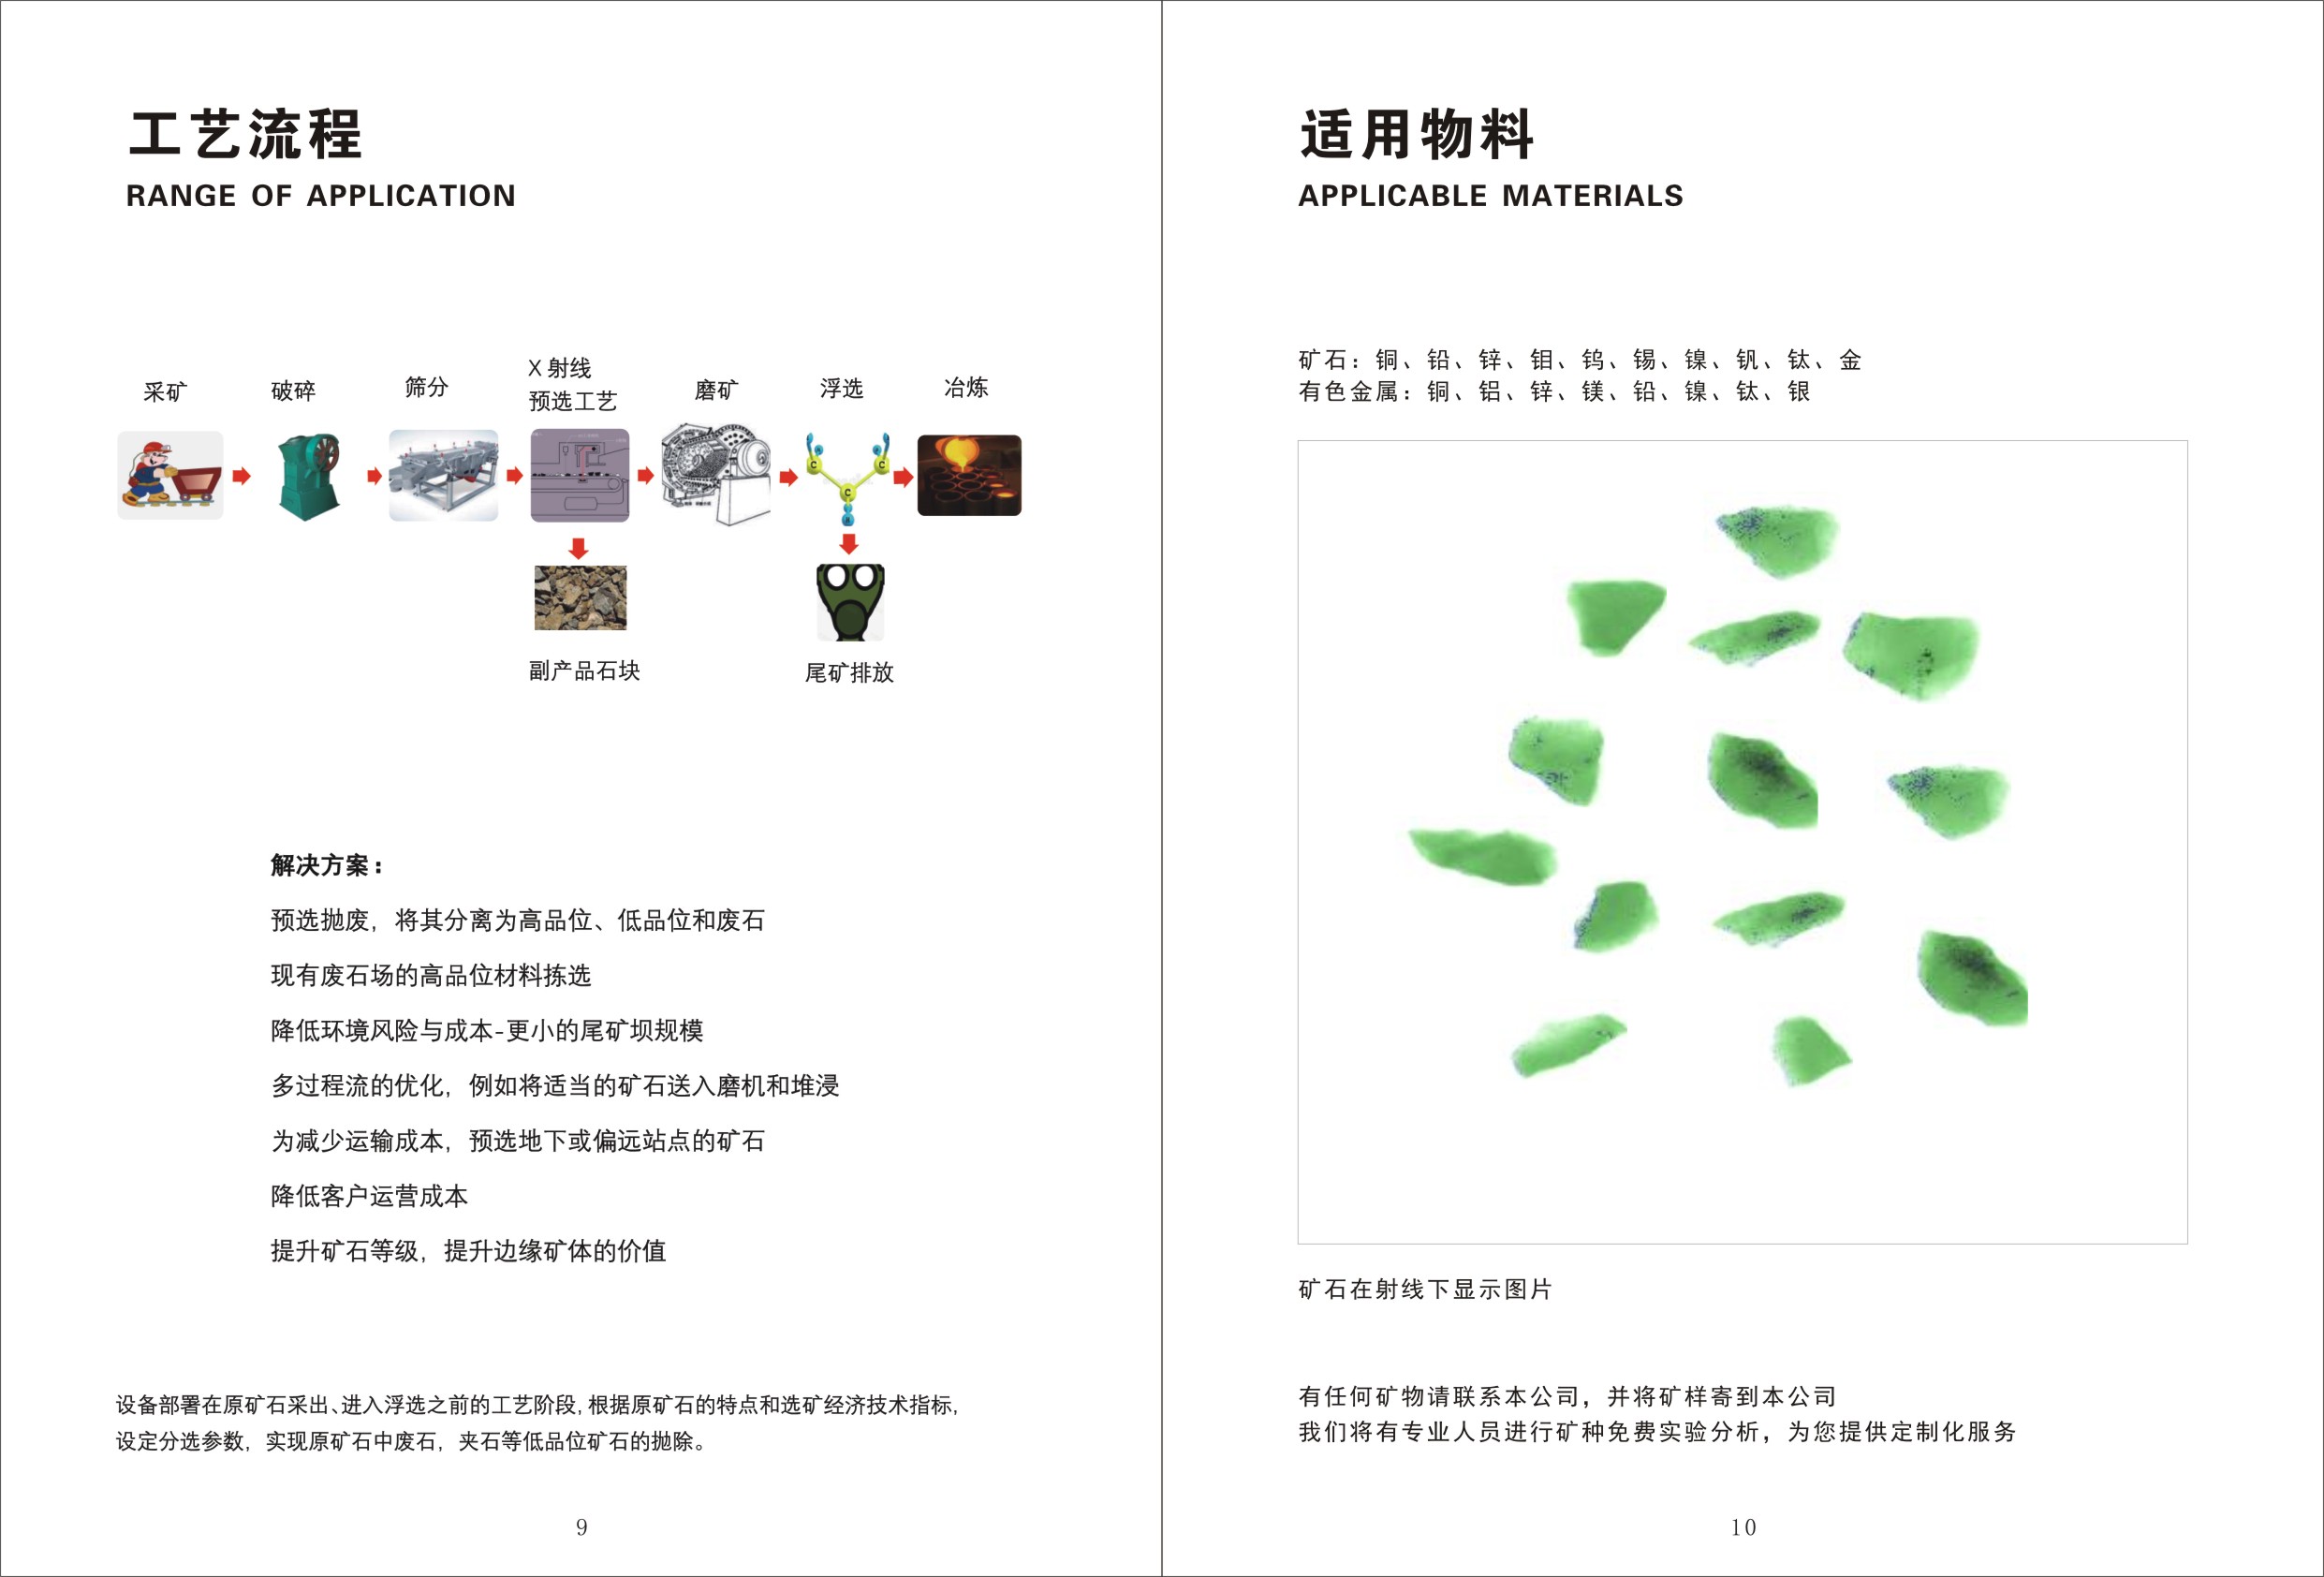 工艺流程
RANGE OF APPLICATION
采矿
破碎
筛分
X 射线
预选工艺
磨矿
浮选
冶炼
C
C
C
副产品石块
尾矿排放
解决方案：
预选抛废，将其分离为高品位、低品位和废石
现有废石场的高品位材料拣选
降低环境风险与成本-更小的尾矿坝规模
多过程流的优化，例如将适当的矿石送入磨机和堆浸
为减少运输成本，预选地下或偏远站点的矿石
降低客户运营成本
提升矿石等级，提升边缘矿体的价值
设备部署在原矿石采出、进入浮选之前的工艺阶段，根据原矿石的特点和选矿经济技术指标，
设定分选参数，实现原矿石中废石，夹石等低品位矿石的抛除。
9
适用物料
APPLICABLE MATERIALS
矿石：铜、铅、锌、钼、钨、锡、镍、钒、钛、金
有色金属：铜、铝、锌、镁、铅、镍、钛、银
矿石在射线下显示图片
有任何矿物请联系本公司，并将矿样寄到本公司
我们将有专业人员进行矿种免费实验分析，为您提供定制化服务
10